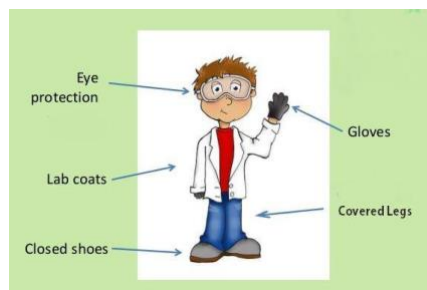 Eye
protection
Gloves
Lab coats
Covered Legs
Closed shoes